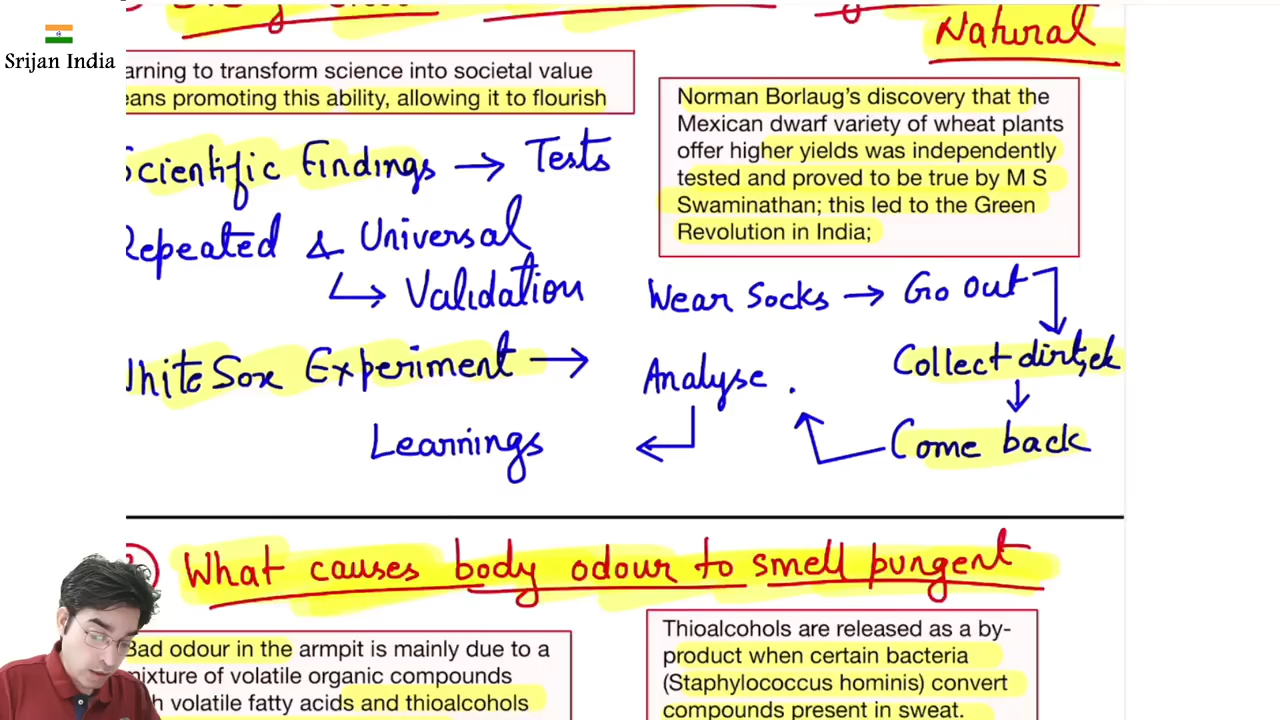 Natural
Srijan India
arning to transform science into societal value
eans promoting this ability, allowing it to flourish
Norman Borlaug's discovery that the
Mexican dwarf variety of wheat plants
offer higher yields was independently
tested and proved to be true by M S
Swaminathan; this led to the Green
Revolution in India;
Scientific Findings → Tests
Repeated & Universal
↳ Validation
Wear Socks → Go Out
White Sox Experiment →
Analyse .
Collect dirt,
Learnings
Come back
What causes body odour to smell pungent
Bad odour in the armpit is mainly due to a
mixture of volatile organic compounds
h volatile fatty acids and thioalcohols
Thioalcohols are released as a by-
product when certain bacteria
(Staphylococcus hominis) convert
compounds present in sweat.